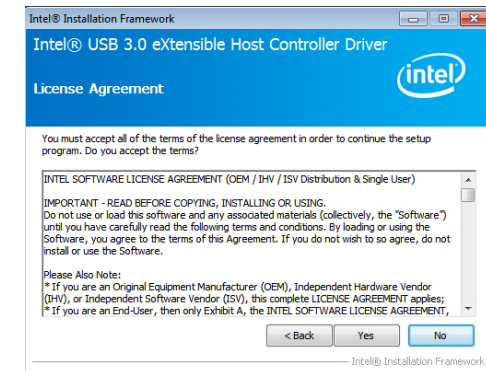 Intel® Installation Framework
Intel® USB 3.0 eXtensible Host Controller Driver
License Agreement
intel
You must accept all of the terms of the license agreement in order to continue the setup
program. Do you accept the terms?
INTEL SOFTWARE LICENSE AGREEMENT (OEM / IHV / ISV Distribution & Single User)
IMPORTANT - READ BEFORE COPYING, INSTALLING OR USING.
Do not use or load this software and any associated materials (collectively, the "Software")
until you have carefully read the following terms and conditions. By loading or using the
Software, you agree to the terms of this Agreement. If you do not wish to so agree, do not
install or use the Software.
Please Also Note:
* If you are an Original Equipment Manufacturer (OEM), Independent Hardware Vendor
(IHV), or Independent Software Vendor (ISV), this complete LICENSE AGREEMENT applies;
* If you are an End-User, then only Exhibit A, the INTEL SOFTWARE LICENSE AGREEMENT,
< Back Yes No
Intel® Installation Framework